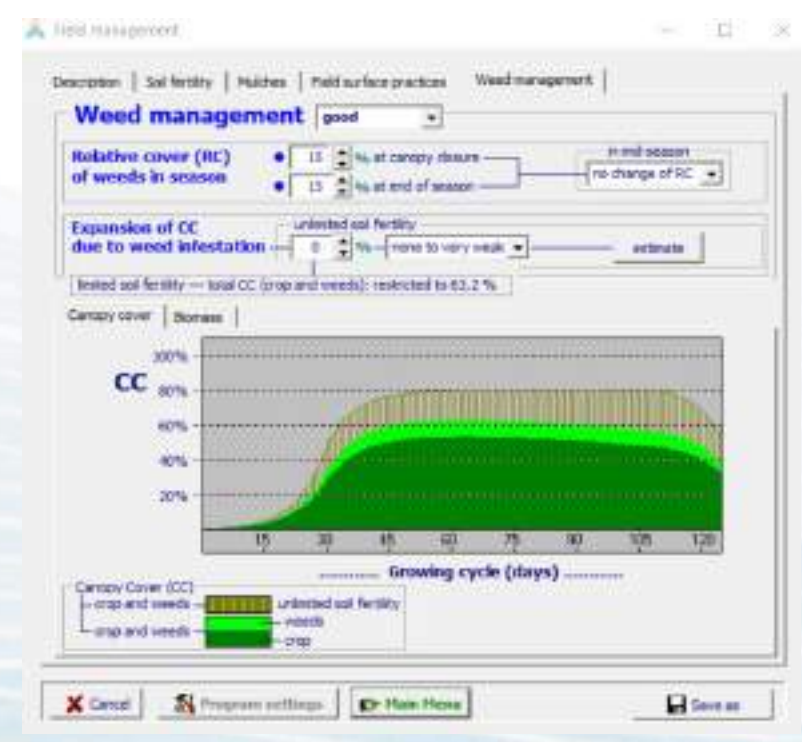 Field management
Description Soil fertility Mulches Field surface practices Weed management
Weed management good
Relative cover (RC)
of weeds in season
15 % at canopy closure
15 % at end of season
in mid season
no change of RC
Expansion of CC
due to weed infestation
unlimited soil fertility
0 % none to very weak estimate
limited soil fertility --- total CC (crop and weeds): restricted to 63.2 %
Canopy cover Biomass
CC
100%
80%
60%
40%
20%
15 30 45 60 75 90 105 120
Growing cycle (days)
Canopy Cover (CC)
crop and weeds unlimited soil fertility
crop and weeds weeds
crop
Cancel Program settings Main Menu Save as